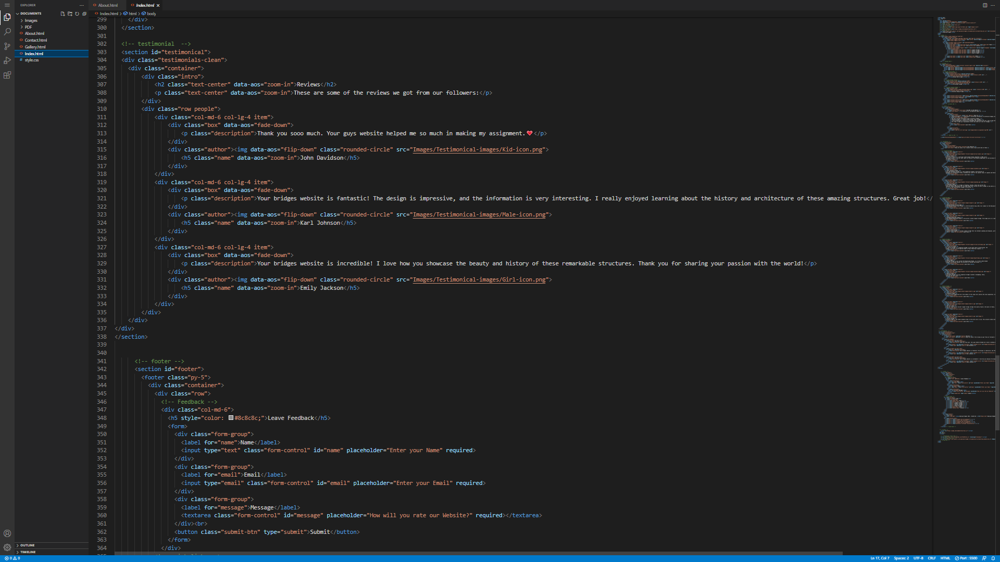 EXPLORER
DOCUMENTS
Images
PDF
About.html
Contact.html
Gallery.html
Index.html
style.css
OUTLINE
TIMELINE
About.html
Index.html
Index.html > html > body
299 </div>
300 </section>
301
302 <!-- testimonial  -->
303 <section id="testimonical">
304 <div class="testimonials-clean">
305 <div class="container">
306 <div class="intro">
307 <h2 class="text-center" data-aos="zoom-in">Reviews</h2>
308 <p class="text-center" data-aos="zoom-in">These are some of the reviews we got from our followers:</p>
309 </div>
310 <div class="row people">
311 <div class="col-md-6 col-lg-4 item">
312 <div class="box" data-aos="fade-down">
313 <p class="description">Thank you sooo much. Your guys website helped me so much in making my assignment.❤️</p>
314 </div>
315 <div class="author"><img data-aos="flip-down" class="rounded-circle" src="Images/Testimonical-images/Kid-icon.png">
316 <h5 class="name" data-aos="zoom-in">John Davidson</h5>
317 </div>
318 </div>
319 <div class="col-md-6 col-lg-4 item">
320 <div class="box" data-aos="fade-down">
321 <p class="description">Your bridges website is fantastic! The design is impressive, and the information is very interesting. I really enjoyed learning about the history and architecture of these amazing structures. Great job!</
322 </div>
323 <div class="author"><img data-aos="flip-down" class="rounded-circle" src="Images/Testimonical-images/Male-icon.png">
324 <h5 class="name" data-aos="zoom-in">Karl Johnson</h5>
325 </div>
326 </div>
327 <div class="col-md-6 col-lg-4 item">
328 <div class="box" data-aos="fade-down">
329 <p class="description">Your bridges website is incredible! I love how you showcase the beauty and history of these remarkable structures. Thank you for sharing your passion with the world!</p>
330 </div>
331 <div class="author"><img data-aos="flip-down" class="rounded-circle" src="Images/Testimonical-images/Girl-icon.png">
332 <h5 class="name" data-aos="zoom-in">Emily Jackson</h5>
333 </div>
334 </div>
335 </div>
336 </div>
337 </div>
338 </section>
339
340
341 <!-- footer -->
342 <section id="footer">
343 <footer class="py-5">
344 <div class="container">
345 <div class="row">
346 <!-- Feedback -->
347 <div class="col-md-6">
348 <h5 style="color: #8c8c8c;">Leave Feedback</h5>
349 <form>
350 <div class="form-group">
351 <label for="name">Name</label>
352 <input type="text" class="form-control" id="name" placeholder="Enter your Name" required>
353 </div>
354 <div class="form-group">
355 <label for="email">Email</label>
356 <input type="email" class="form-control" id="email" placeholder="Enter your Email" required>
357 </div>
358 <div class="form-group">
359 <label for="message">Message</label>
360 <textarea class="form-control" id="message" placeholder="How will you rate our Website?" required></textarea>
361 </div><br>
362 <button class="submit-btn" type="submit">Submit</button>
363 </form>
364 </div>
0 0
Ln 17, Col 7 Spaces: 2 UTF-8 CRLF HTML Port : 5500